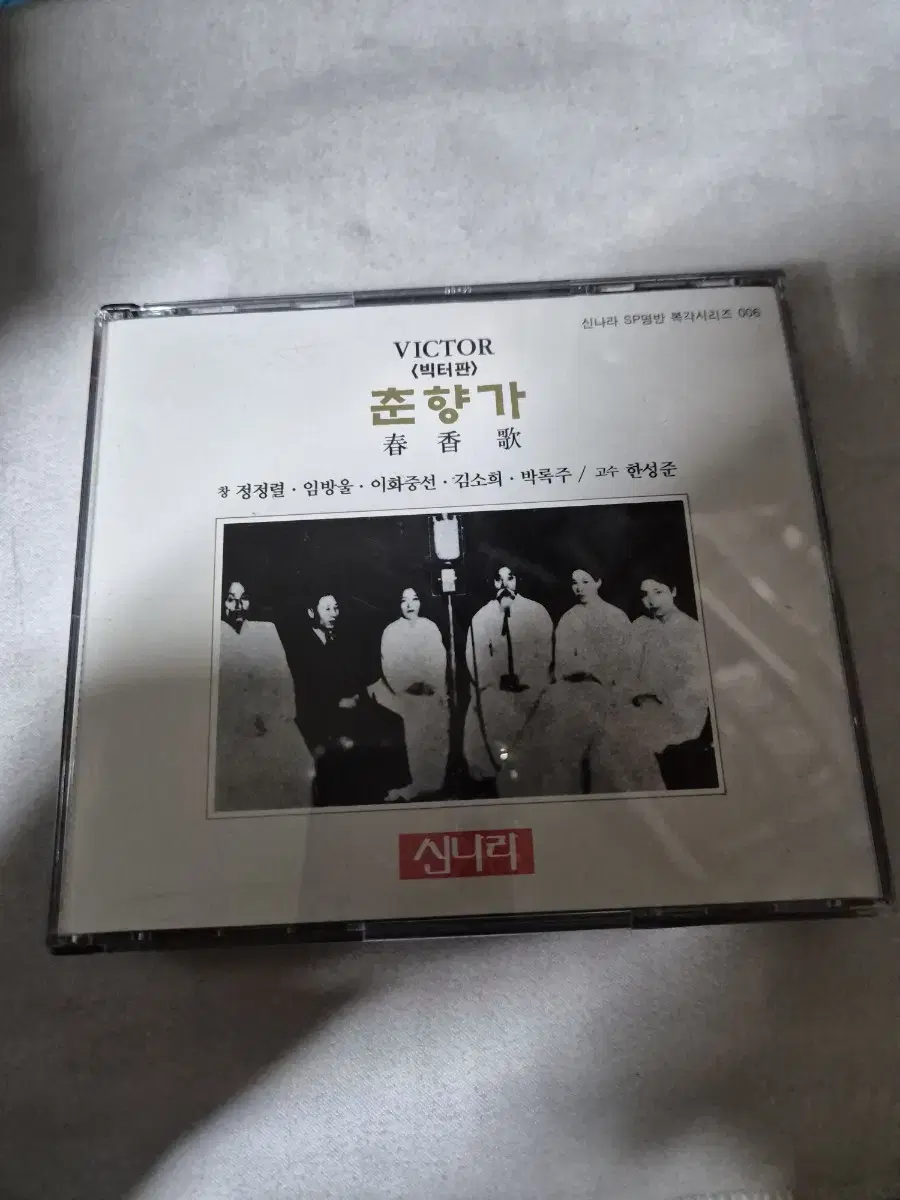 신나라 SP명반 복각시리즈 006
VICTOR
〈빅터판〉
춘향가
春香歌
창 정정렬 · 임방울 · 이화중선 · 김소희 · 박록주 / 고수 한성준
신나라